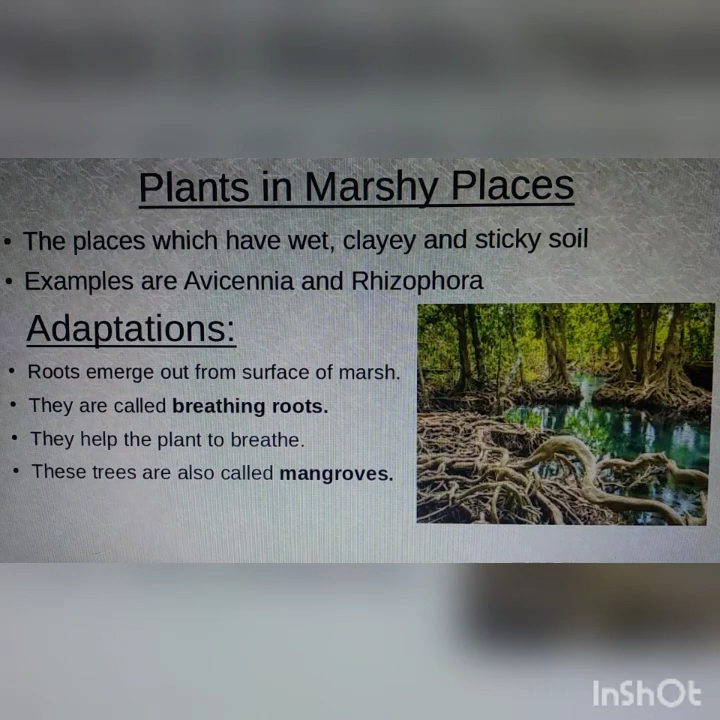 Plants in Marshy Places
• The places which have wet, clayey and sticky soil
• Examples are Avicennia and Rhizophora
Adaptations:
• Roots emerge out from surface of marsh.
• They are called breathing roots.
• They help the plant to breathe.
• These trees are also called mangroves.
InShOt